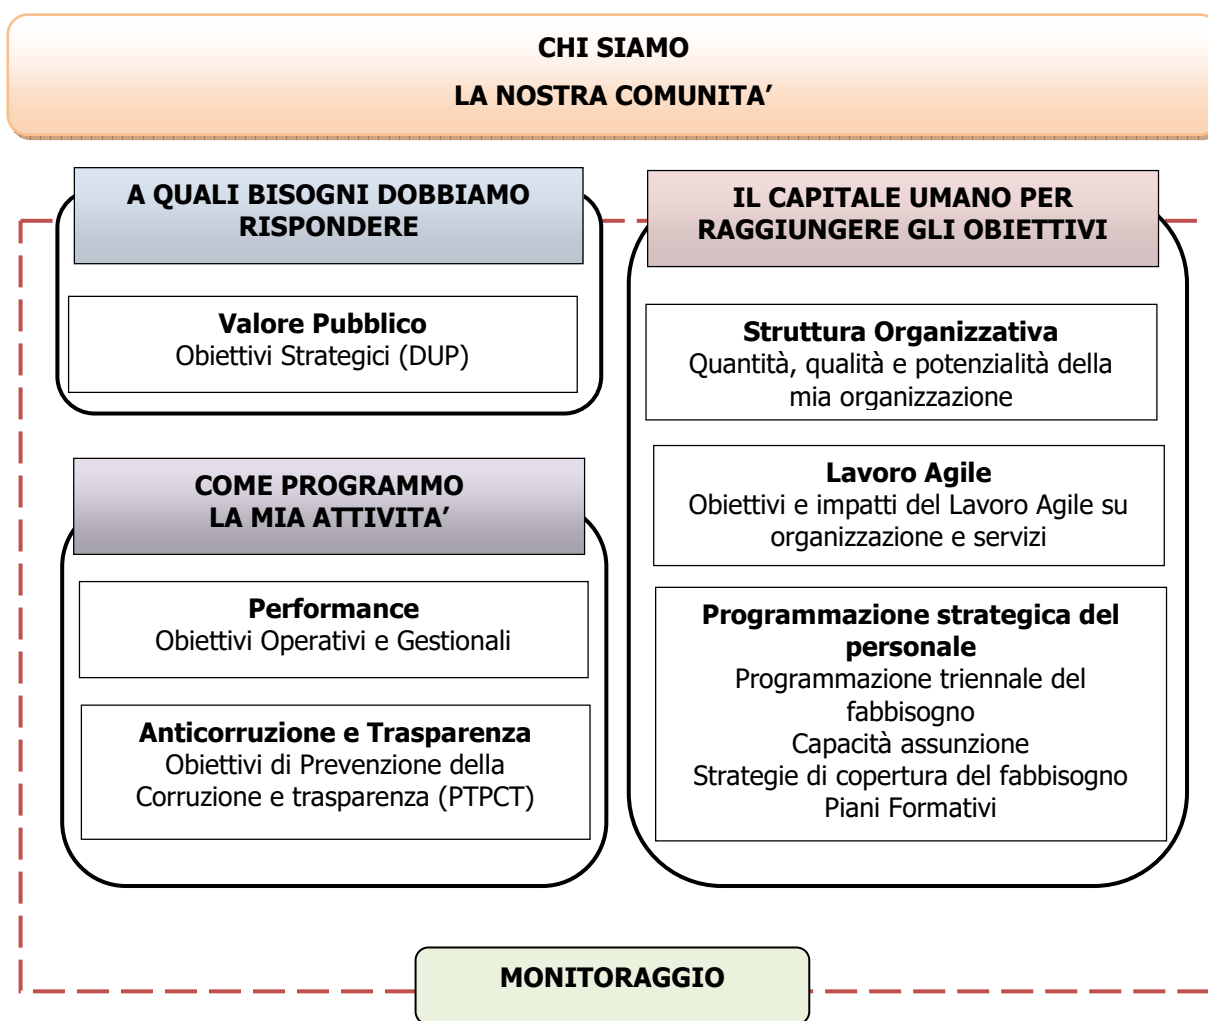 CHI SIAMO
LA NOSTRA COMUNITA’
A QUALI BISOGNI DOBBIAMO
RISPONDERE
Valore Pubblico
Obiettivi Strategici (DUP)
COME PROGRAMMO
LA MIA ATTIVITA’
Performance
Obiettivi Operativi e Gestionali
Anticorruzione e Trasparenza
Obiettivi di Prevenzione della
Corruzione e trasparenza (PTPCT)
IL CAPITALE UMANO PER
RAGGIUNGERE GLI OBIETTIVI
Struttura Organizzativa
Quantità, qualità e potenzialità della
mia organizzazione
Lavoro Agile
Obiettivi e impatti del Lavoro Agile su
organizzazione e servizi
Programmazione strategica del
personale
Programmazione triennale del
fabbisogno
Capacità assunzione
Strategie di copertura del fabbisogno
Piani Formativi
MONITORAGGIO